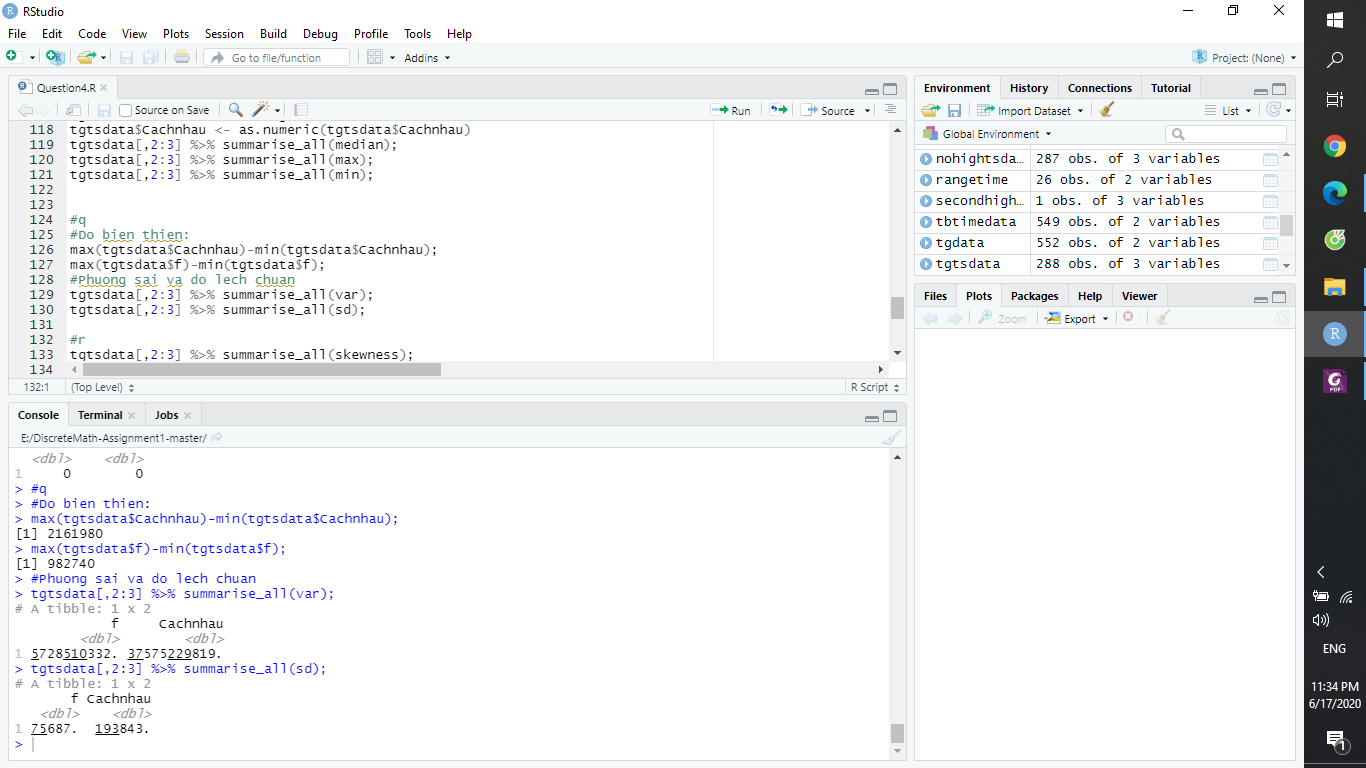 RStudio
File Edit Code View Plots Session Build Debug Profile Tools Help
Go to file/function Addins Project: (None)
Question4.R
Source on Save Run Source
118 tgtsdata$Cachnhau <- as.numeric(tgtsdata$Cachnhau)
119 tgtsdata[,2:3] %>% summarise_all(median);
120 tgtsdata[,2:3] %>% summarise_all(max);
121 tgtsdata[,2:3] %>% summarise_all(min);
122
123
124 #q
125 #Do bien thien:
126 max(tgtsdata$Cachnhau)-min(tgtsdata$Cachnhau);
127 max(tgtsdata$f)-min(tgtsdata$f);
128 #Phuong sai va do lech chuan
129 tgtsdata[,2:3] %>% summarise_all(var);
130 tgtsdata[,2:3] %>% summarise_all(sd);
131
132 #r
133 tgtsdata[,2:3] %>% summarise_all(skewness);
134
132:1 (Top Level) R Script
Console Terminal Jobs
E:/DiscreteMath-Assignment1-master/
<dbl> <dbl>
1 0 0
> #q
> #Do bien thien:
> max(tgtsdata$Cachnhau)-min(tgtsdata$Cachnhau);
[1] 2161980
> max(tgtsdata$f)-min(tgtsdata$f);
[1] 982740
> #Phuong sai va do lech chuan
> tgtsdata[,2:3] %>% summarise_all(var);
# A tibble: 1 x 2
f Cachnhau
<dbl> <dbl>
1 5728510332. 37575229819.
> tgtsdata[,2:3] %>% summarise_all(sd);
# A tibble: 1 x 2
f Cachnhau
<dbl> <dbl>
1 75687. 193843.
>
Environment History Connections Tutorial
Import Dataset List
Global Environment
nohightsda… 287 obs. of 3 variables
rangetime 26 obs. of 2 variables
secondhigh… 1 obs. of 3 variables
tbtimedata 549 obs. of 2 variables
tgdata 552 obs. of 2 variables
tgtsdata 288 obs. of 3 variables
Files Plots Packages Help Viewer
Zoom Export
R
PDF
ENG
11:34 PM
6/17/2020
1